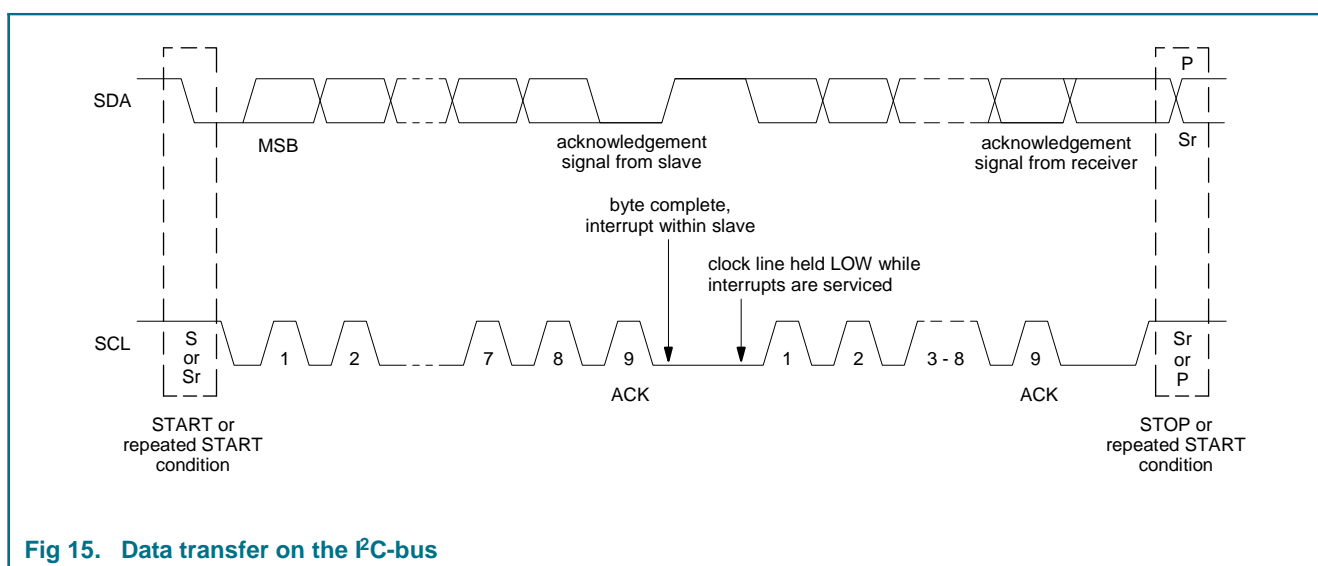 P
SDA
MSB
acknowledgement
signal from slave
acknowledgement
signal from receiver
Sr
byte complete,
interrupt within slave
clock line held LOW while
interrupts are serviced
SCL
S
or
Sr
1
2
7
8
9
1
2
3 - 8
9
Sr
or
P
ACK
ACK
START or
repeated START
condition
STOP or
repeated START
condition
Fig 15. Data transfer on the I²C-bus